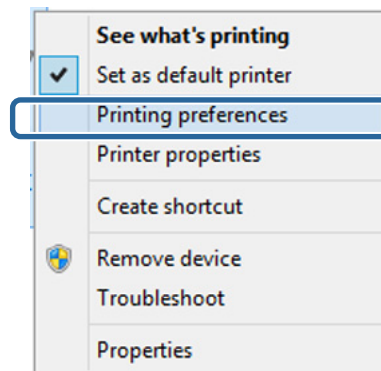 See what's printing
Set as default printer
Printing preferences
Printer properties
Create shortcut
Remove device
Troubleshoot
Properties